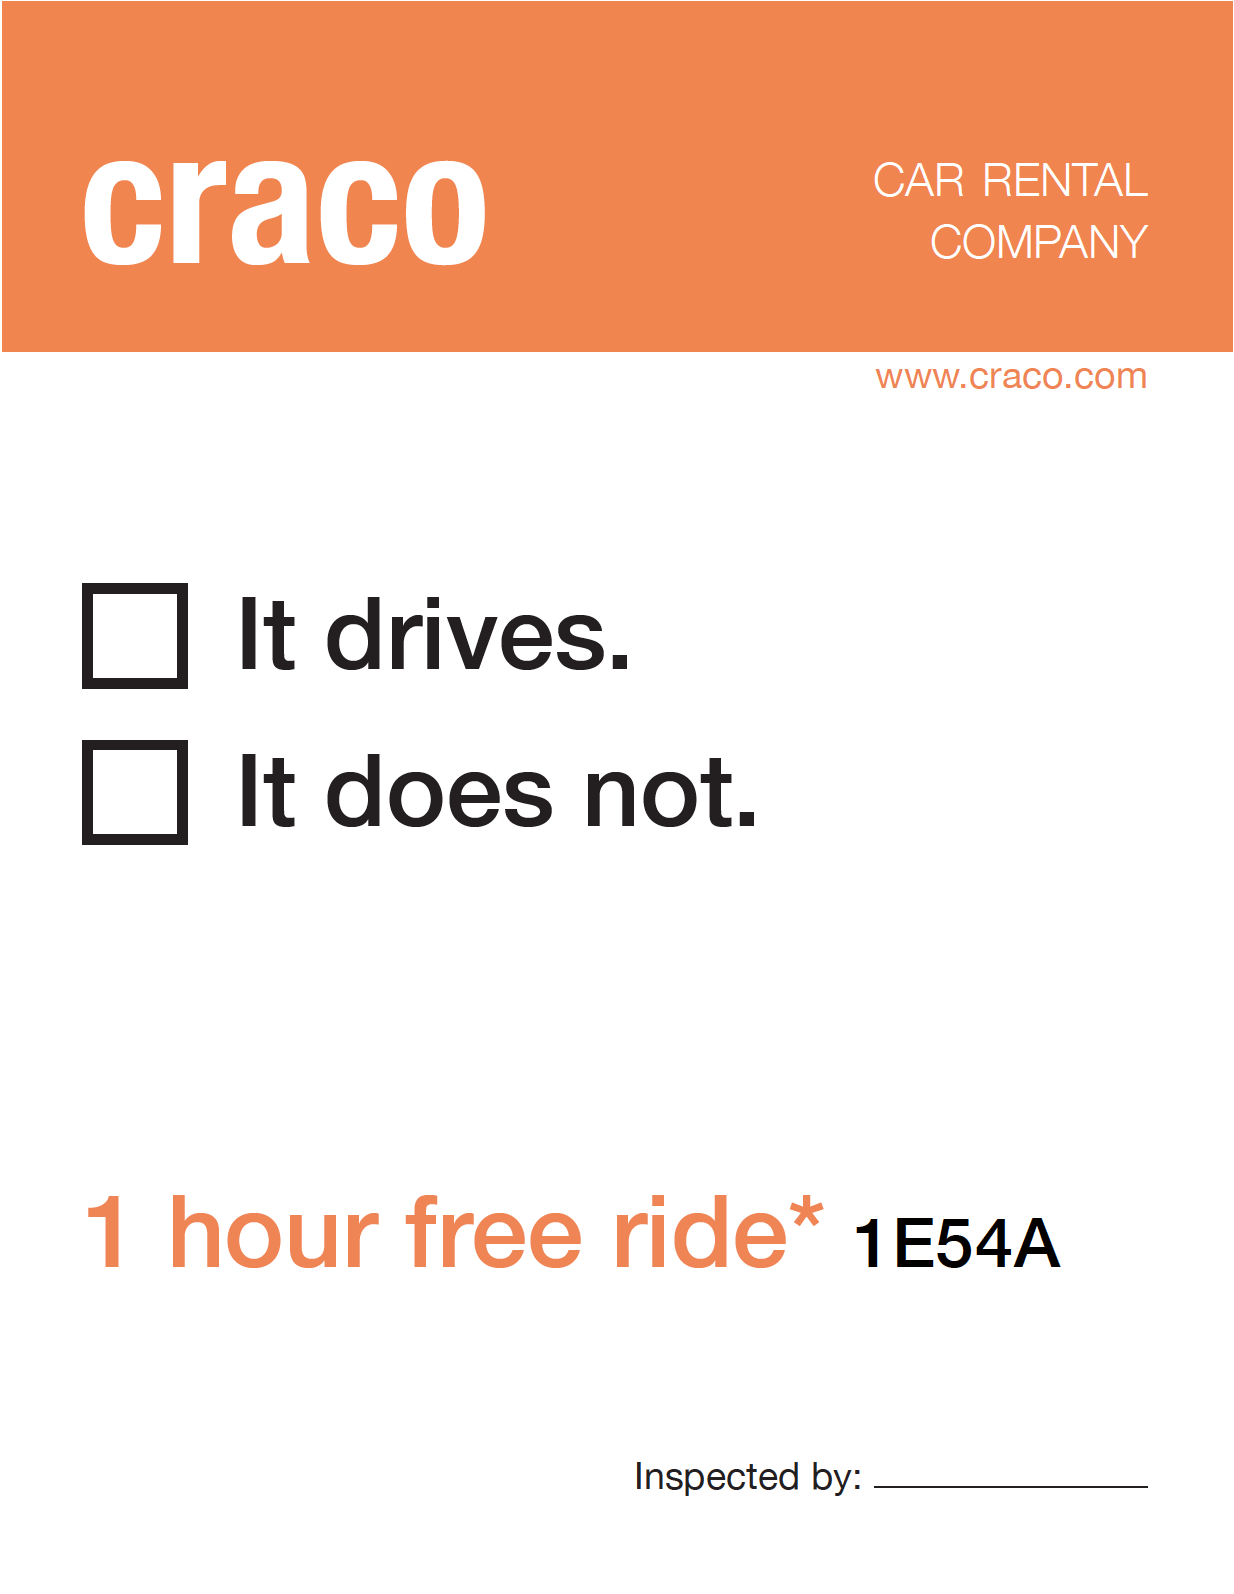 craco
CAR RENTAL
COMPANY
www.craco.com
It drives.
It does not.
1 hour free ride* 1E54A
Inspected by: